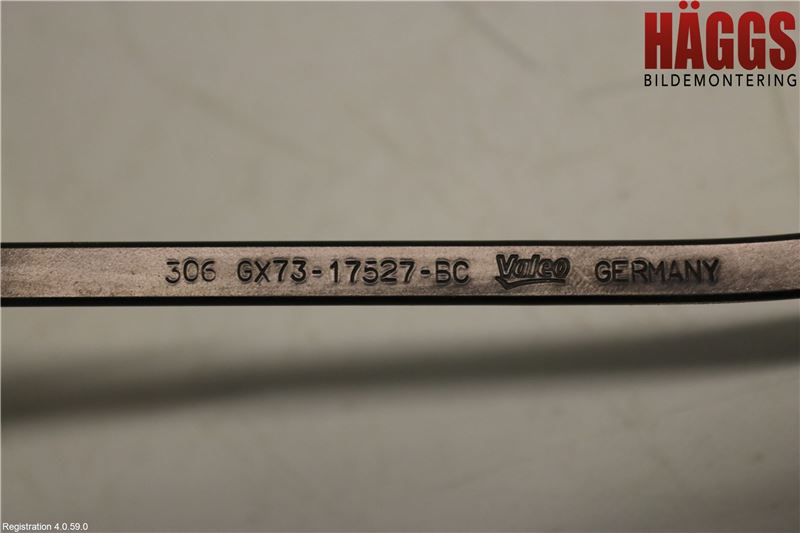 HÄGGS
BILDEMONTERING
306 GX73-17527-BC Valeo GERMANY
Registration 4.0.59.0